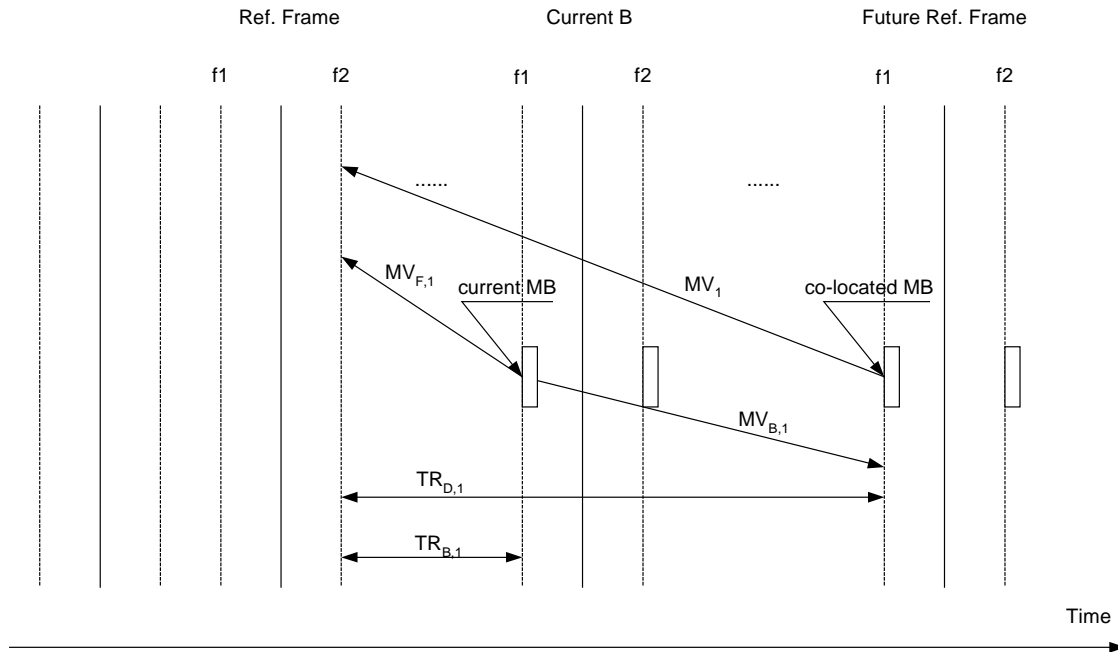 Ref. Frame Current B Future Ref. Frame
f1 f2 f1 f2 f1 f2
...... ......
MV_F,1
current MB
MV_1
co-located MB
MV_B,1
TR_D,1
TR_B,1
Time